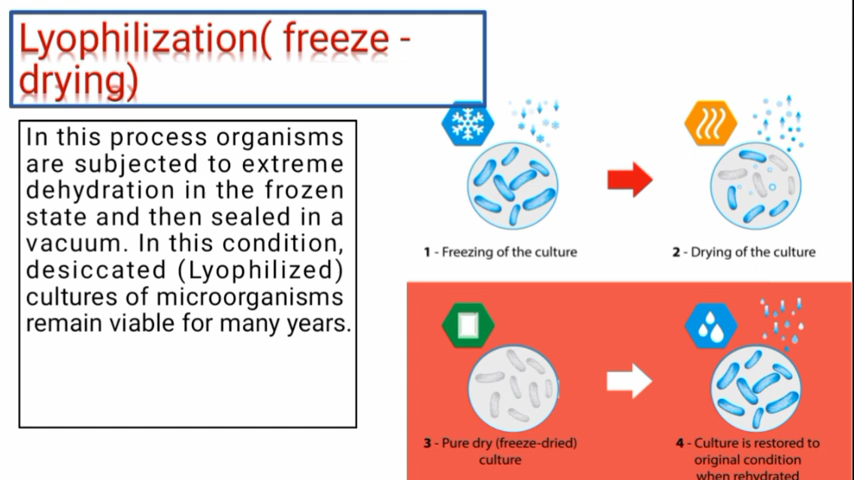 Lyophilization( freeze -
drying)
In this process organisms
are subjected to extreme
dehydration in the frozen
state and then sealed in a
vacuum. In this condition,
desiccated (Lyophilized)
cultures of microorganisms
remain viable for many years.
1 - Freezing of the culture
2 - Drying of the culture
3 - Pure dry (freeze-dried)
culture
4 - Culture is restored to
original condition
when rehydrated